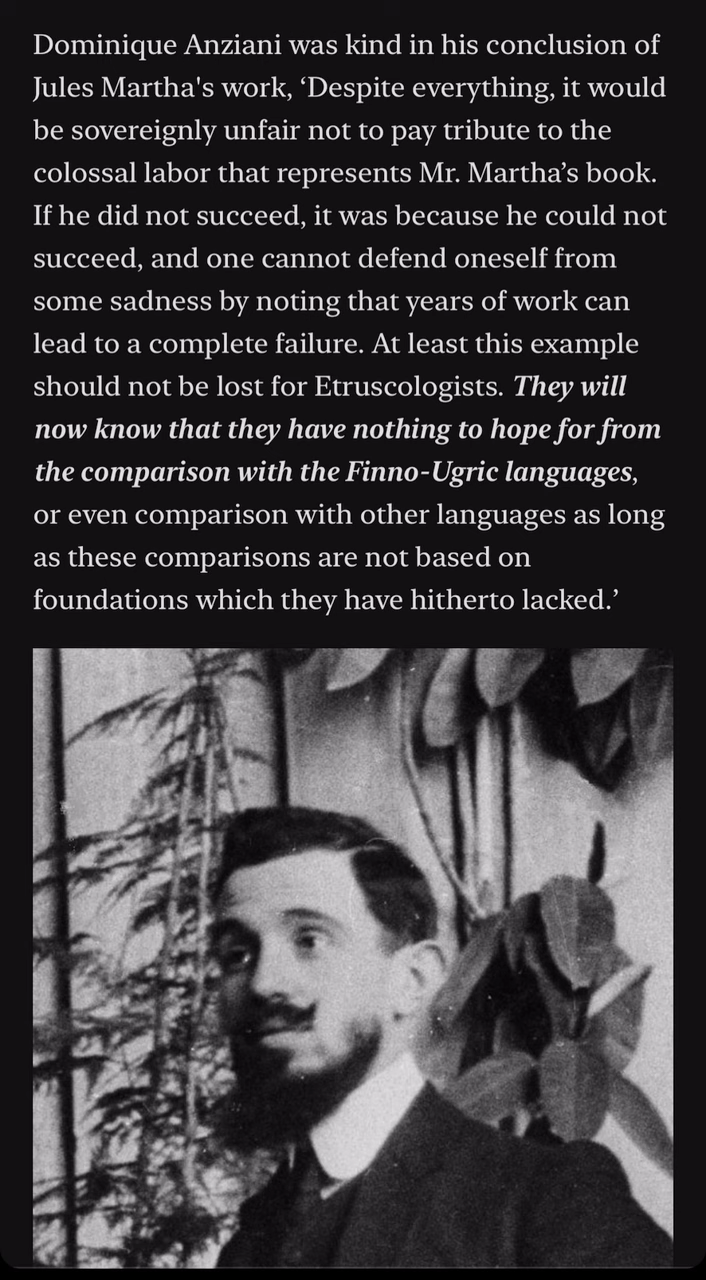 Dominique Anziani was kind in his conclusion of
Jules Martha's work, ‘Despite everything, it would
be sovereignly unfair not to pay tribute to the
colossal labor that represents Mr. Martha’s book.
If he did not succeed, it was because he could not
succeed, and one cannot defend oneself from
some sadness by noting that years of work can
lead to a complete failure. At least this example
should not be lost for Etruscologists. They will
now know that they have nothing to hope for from
the comparison with the Finno-Ugric languages,
or even comparison with other languages as long
as these comparisons are not based on
foundations which they have hitherto lacked.’